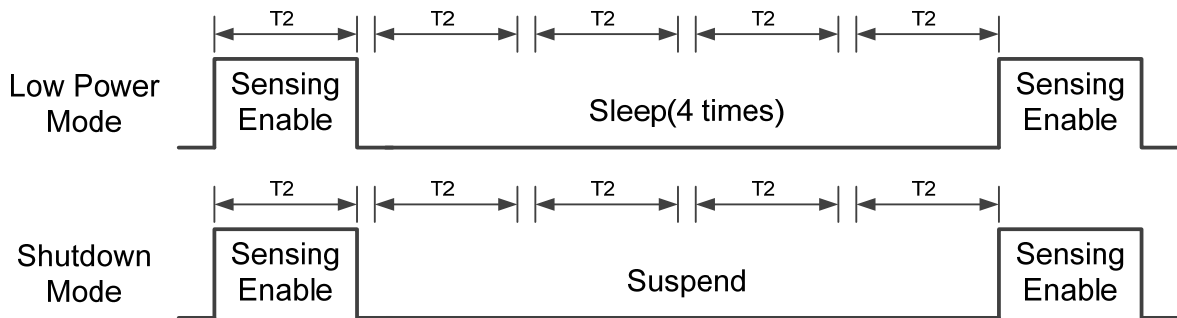 T2 T2 T2 T2 T2
Low Power
Mode
Sensing
Enable
Sleep(4 times)
Sensing
Enable
T2 T2 T2 T2 T2
Shutdown
Mode
Sensing
Enable
Suspend
Sensing
Enable